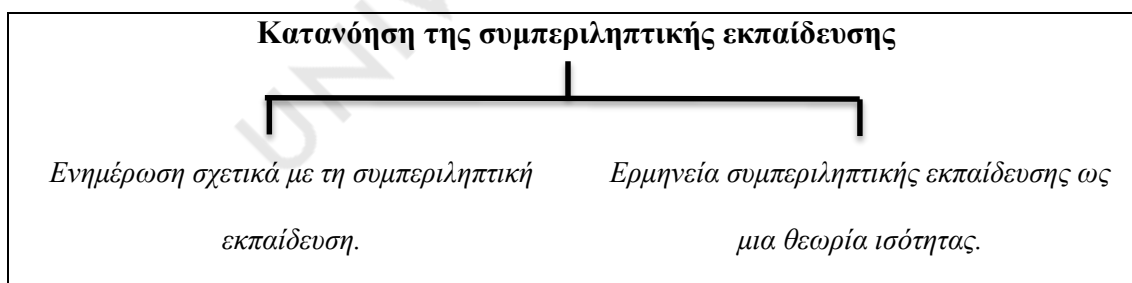 Κατανόηση της συμπεριληπτικής εκπαίδευσης
Ενημέρωση σχετικά με τη συμπεριληπτική
εκπαίδευση.
Ερμηνεία συμπεριληπτικής εκπαίδευσης ως
μια θεωρία ισότητας.